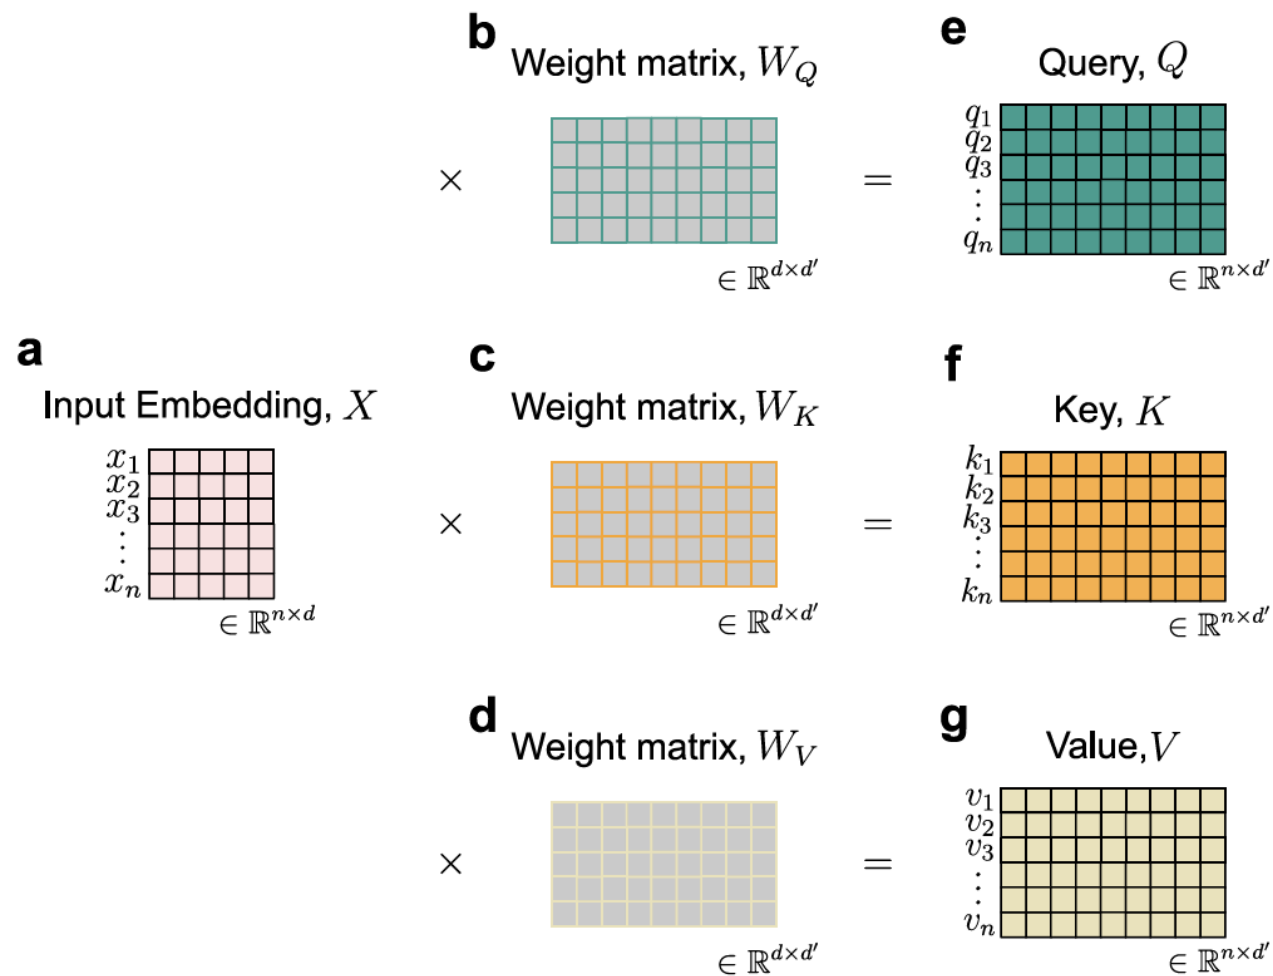 b
Weight matrix, W_Q
×
∈ ℝ^{d×d′}
=
e
Query, Q
q_1
q_2
q_3
⋮
q_n
∈ ℝ^{n×d′}
a
Input Embedding, X
x_1
x_2
x_3
⋮
x_n
∈ ℝ^{n×d}
c
Weight matrix, W_K
×
∈ ℝ^{d×d′}
=
f
Key, K
k_1
k_2
k_3
⋮
k_n
∈ ℝ^{n×d′}
d
Weight matrix, W_V
×
∈ ℝ^{d×d′}
=
g
Value, V
v_1
v_2
v_3
⋮
v_n
∈ ℝ^{n×d′}